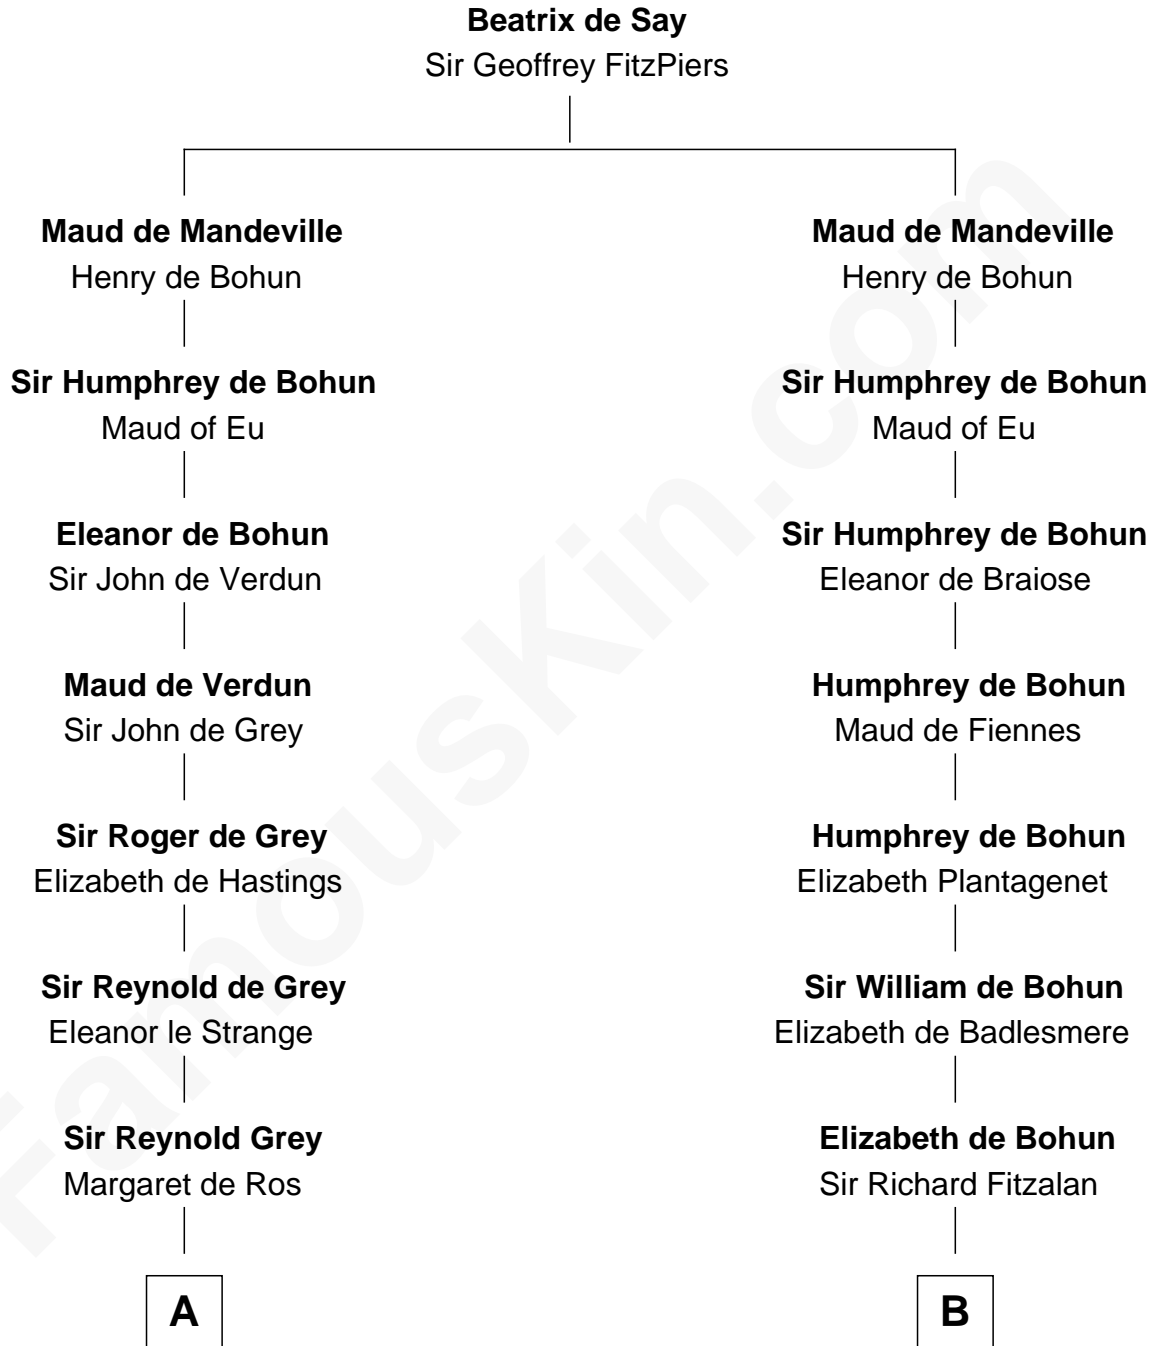 Beatrix de Say
Sir Geoffrey FitzPiers
Maud de Mandeville
Henry de Bohun
Sir Humphrey de Bohun
Maud of Eu
Eleanor de Bohun
Sir John de Verdun
Maud de Verdun
Sir John de Grey
Sir Roger de Grey
Elizabeth de Hastings
Sir Reynold de Grey
Eleanor le Strange
Sir Reynold Grey
Margaret de Ros
A
Maud de Mandeville
Henry de Bohun
Sir Humphrey de Bohun
Maud of Eu
Sir Humphrey de Bohun
Eleanor de Braiose
Humphrey de Bohun
Maud de Fiennes
Humphrey de Bohun
Elizabeth Plantagenet
Sir William de Bohun
Elizabeth de Badlesmere
Elizabeth de Bohun
Sir Richard Fitzalan
B
FamousKin.com